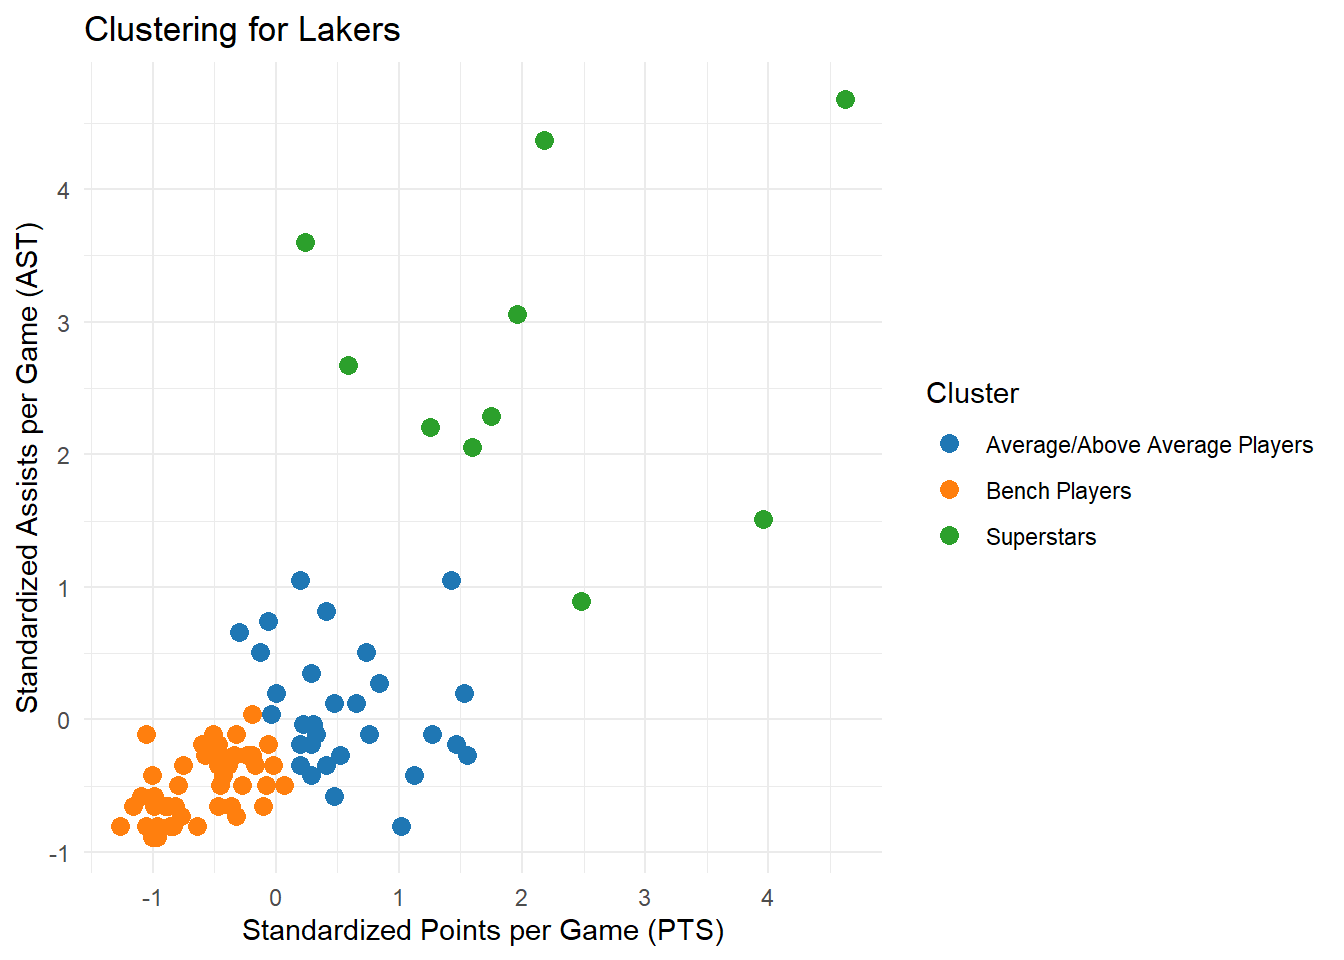 Clustering for Lakers
Standardized Assists per Game (AST)
4
3
2
1
0
-1
-1
0
1
2
3
4
Standardized Points per Game (PTS)
Cluster
Average/Above Average Players
Bench Players
Superstars